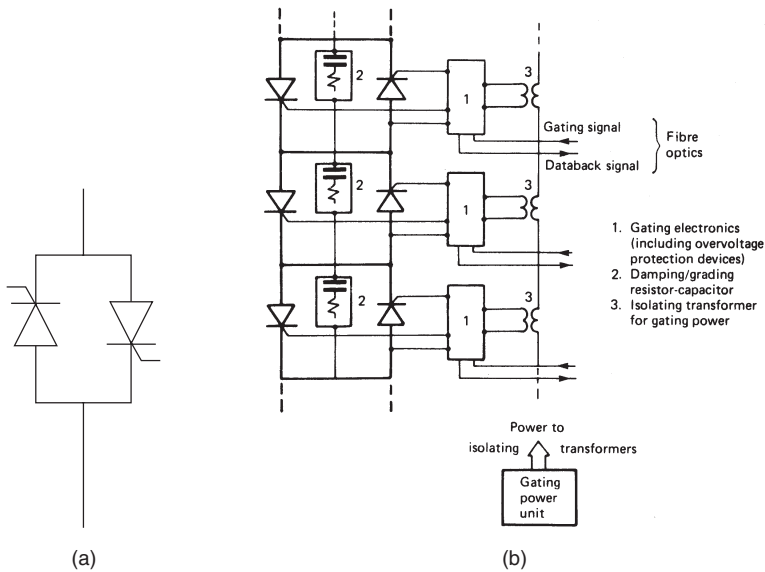 3
2
1
Gating signal
Databack signal
Fibre
optics
3
2
1
1. Gating electronics
(including overvoltage
protection devices)
2. Damping/grading
resistor-capacitor
3. Isolating transformer
for gating power
3
2
1
Power to
isolating transformers
Gating
power
unit
(a)
(b)